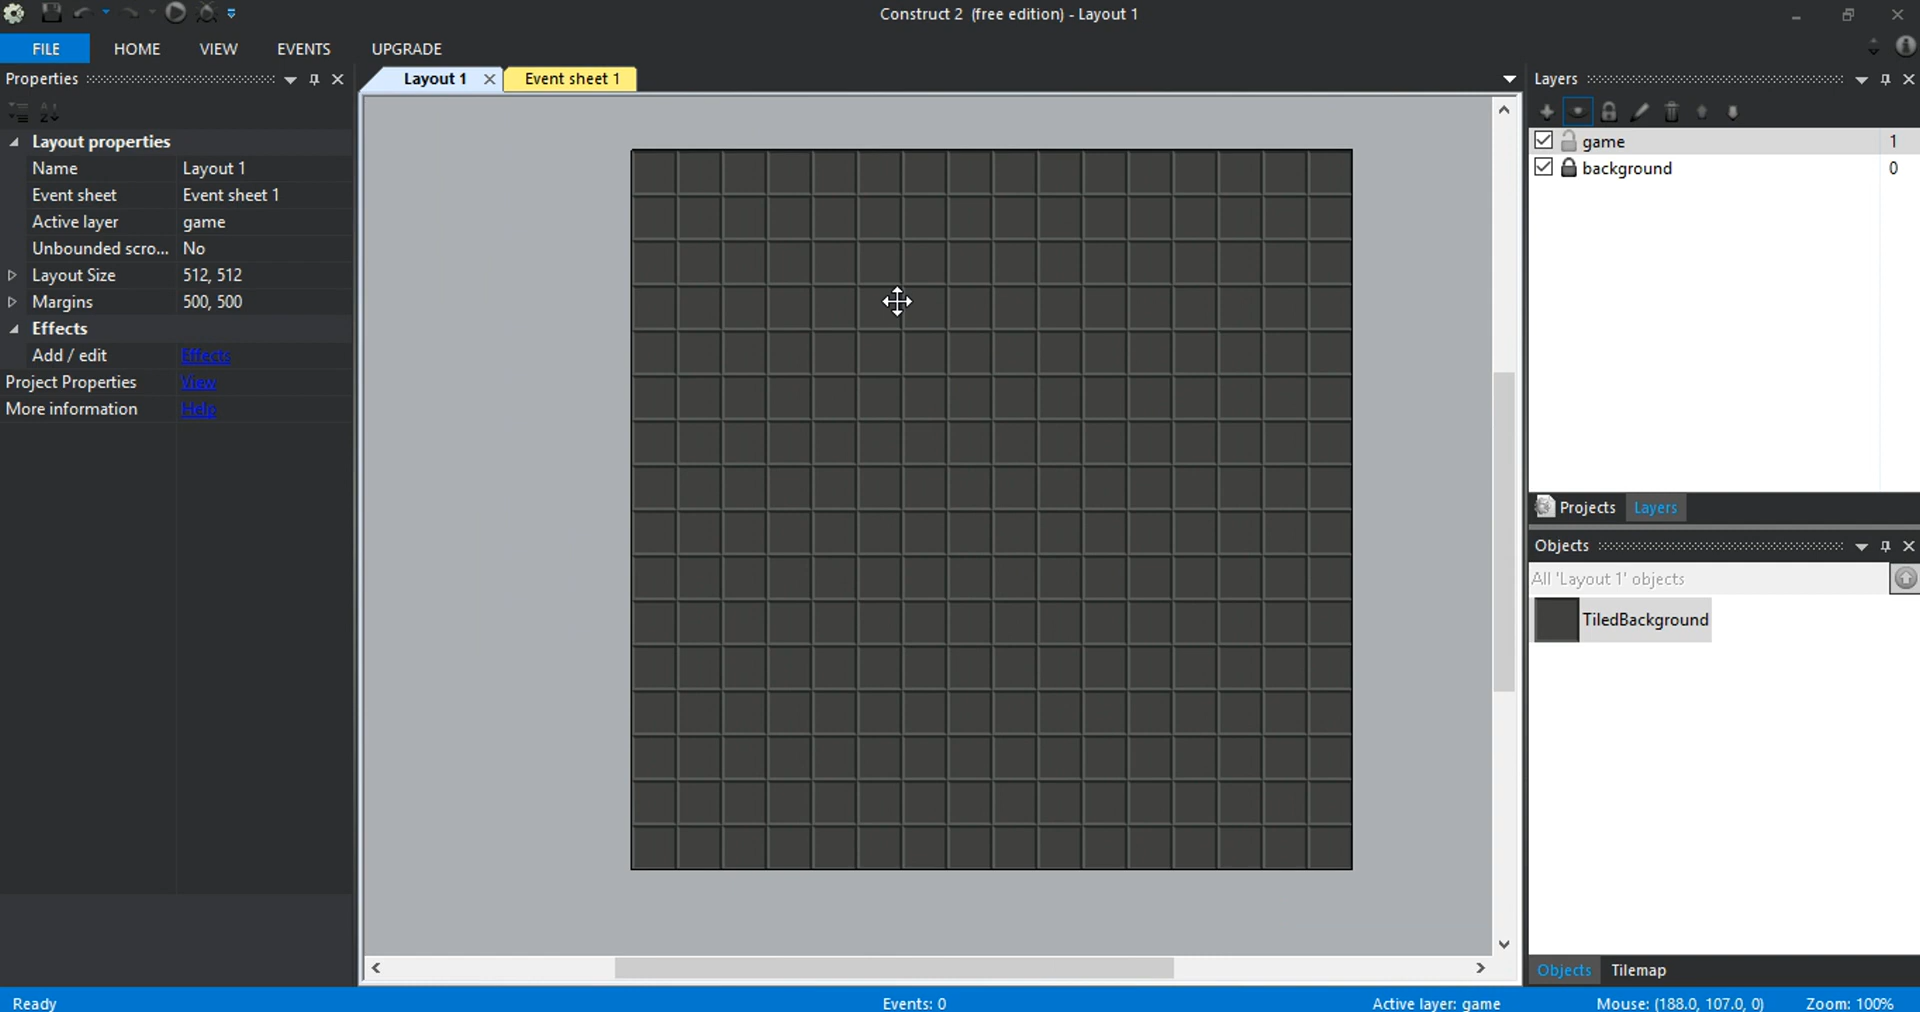 Construct 2 (free edition) - Layout 1
FILE HOME VIEW EVENTS UPGRADE
Properties
Layout properties
Name Layout 1
Event sheet Event sheet 1
Active layer game
Unbounded scro... No
Layout Size 512, 512
Margins 500, 500
Effects
Add / edit Effects
Project Properties View
More information Help
Layout 1 Event sheet 1
Layers
game 1
background 0
Projects Layers
Objects
All 'Layout 1' objects
TiledBackground
Objects Tilemap
Ready Events: 0 Active layer: game Mouse: (188.0, 107.0, 0) Zoom: 100%